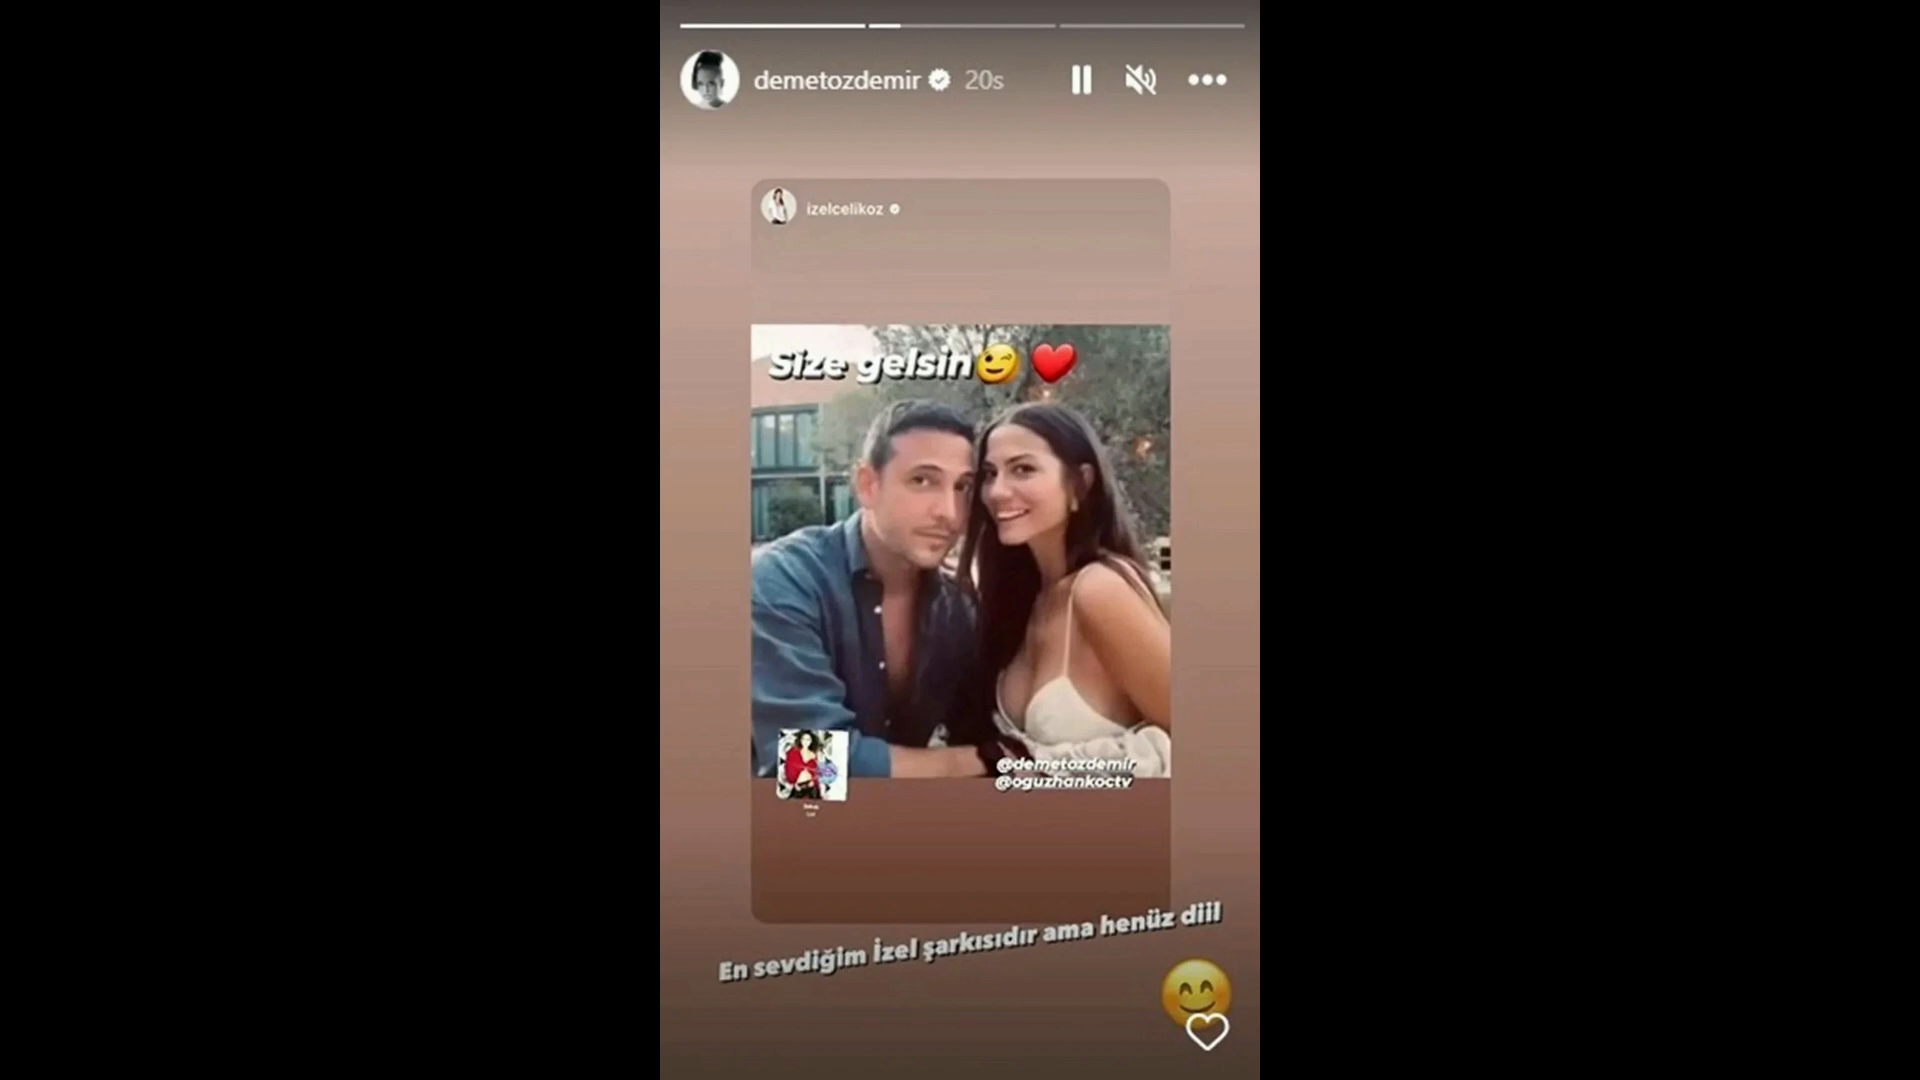 demetozdemir 20s
izelcelikoz
Size gelsin😉 ❤️
@demetozdemir
@oguzhankoctv
En sevdiğim İzel şarkısıdır ama henüz diil
😊